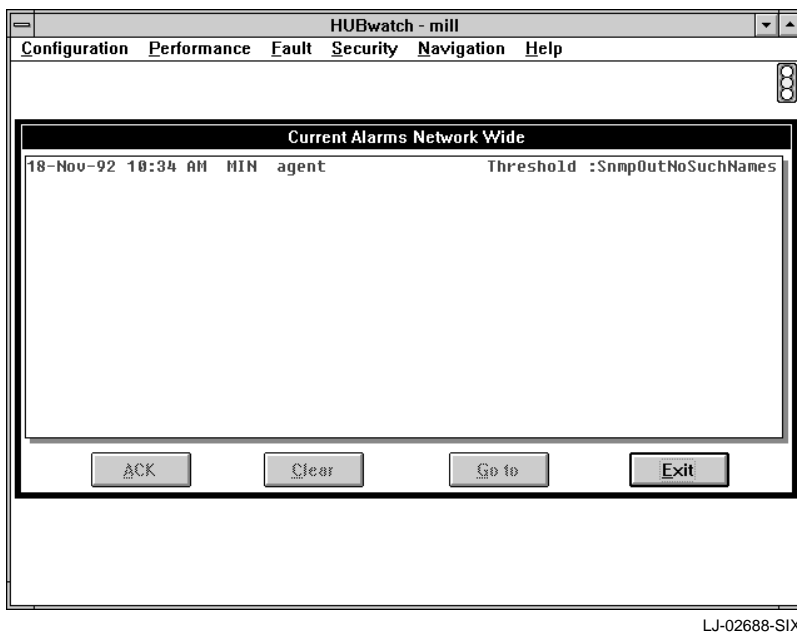 HUBwatch - mill
Configuration Performance Fault Security Navigation Help
Current Alarms Network Wide
18-Nov-92 10:34 AM MIN agent Threshold :SnmpOutNoSuchNames
ACK Clear Go to Exit
LJ-02688-SIX